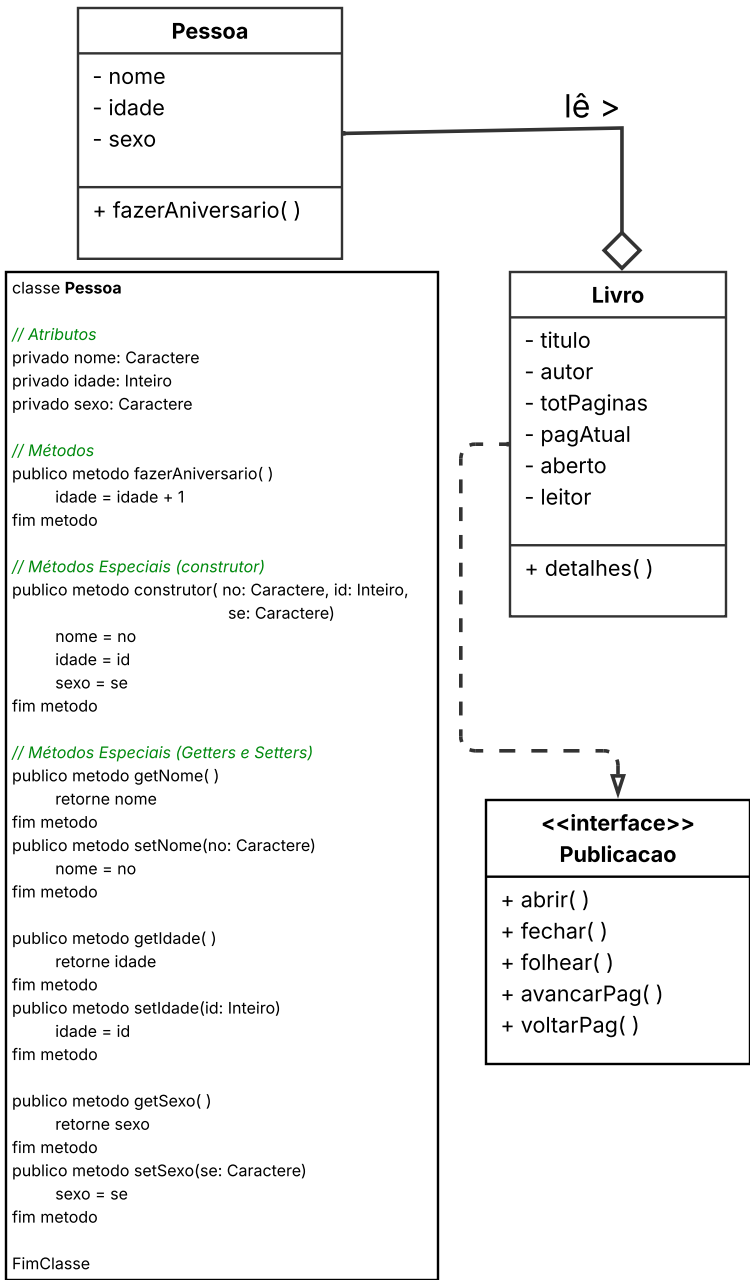 Pessoa
- nome
- idade
- sexo
+ fazerAniversario( )
lê >
classe Pessoa
// Atributos
privado nome: Caractere
privado idade: Inteiro
privado sexo: Caractere
// Métodos
publico metodo fazerAniversario( )
idade = idade + 1
fim metodo
// Métodos Especiais (construtor)
publico metodo construtor( no: Caractere, id: Inteiro,
se: Caractere)
nome = no
idade = id
sexo = se
fim metodo
// Métodos Especiais (Getters e Setters)
publico metodo getNome( )
retorne nome
fim metodo
publico metodo setNome(no: Caractere)
nome = no
fim metodo
publico metodo getIdade( )
retorne idade
fim metodo
publico metodo setIdade(id: Inteiro)
idade = id
fim metodo
publico metodo getSexo( )
retorne sexo
fim metodo
publico metodo setSexo(se: Caractere)
sexo = se
fim metodo
FimClasse
Livro
- titulo
- autor
- totPaginas
- pagAtual
- aberto
- leitor
+ detalhes( )
<<interface>>
Publicacao
+ abrir( )
+ fechar( )
+ folhear( )
+ avancarPag( )
+ voltarPag( )